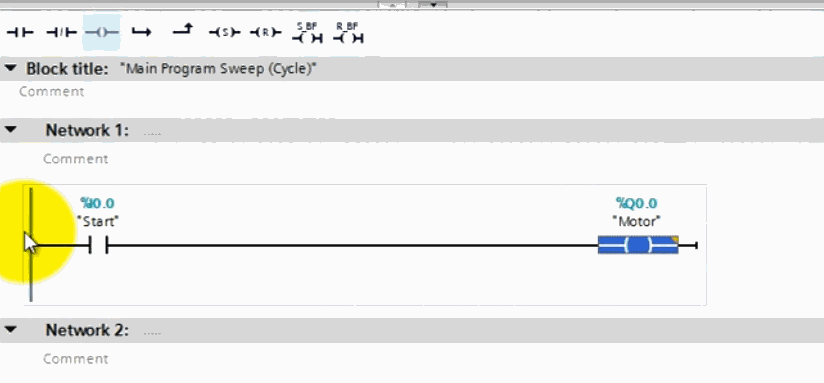 S_BF R_BF
Block title: "Main Program Sweep (Cycle)"
Comment
Network 1: .....
Comment
%I0.0 %Q0.0
"Start" "Motor"
Network 2: .....
Comment